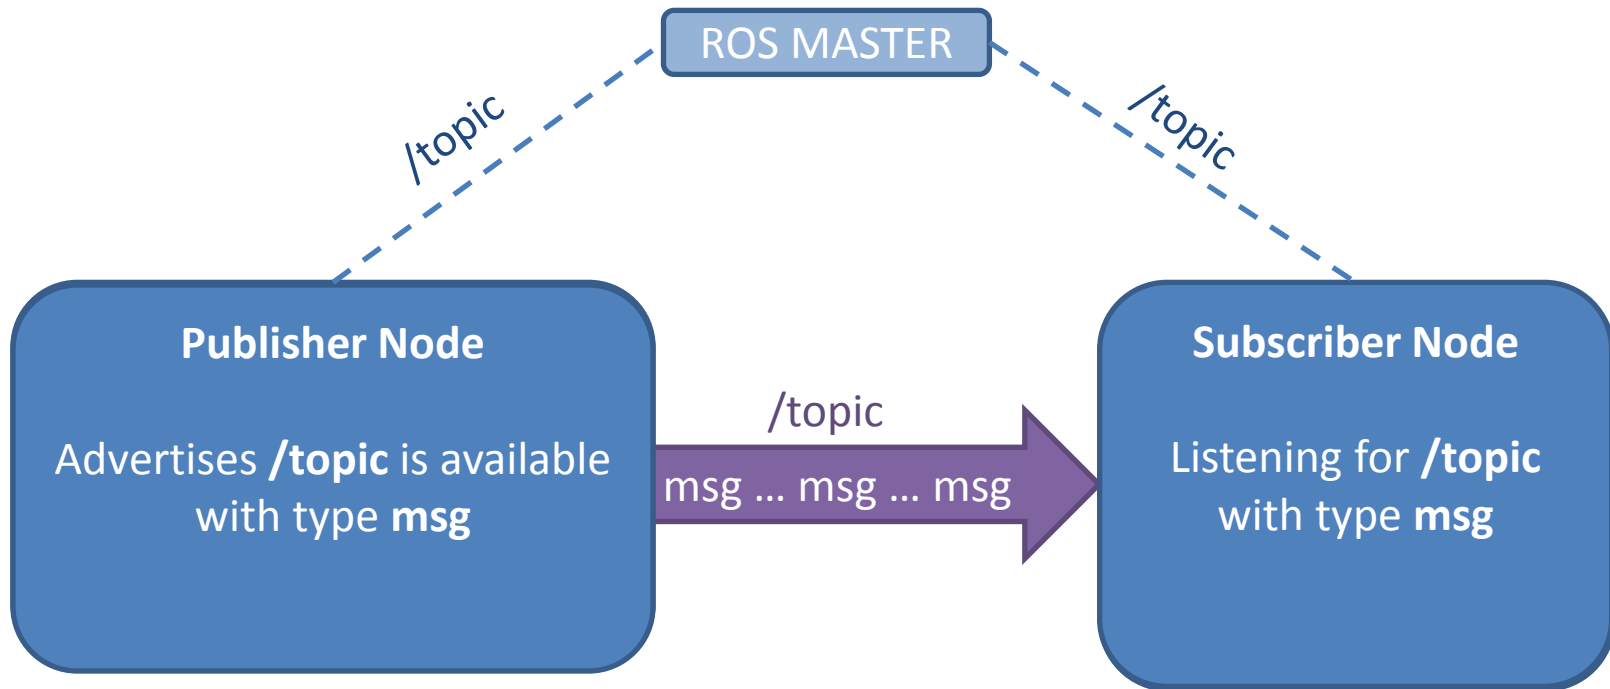 ROS MASTER
/topic
/topic
Publisher Node
Advertises /topic is available
with type msg
/topic
msg ... msg ... msg
Subscriber Node
Listening for /topic
with type msg